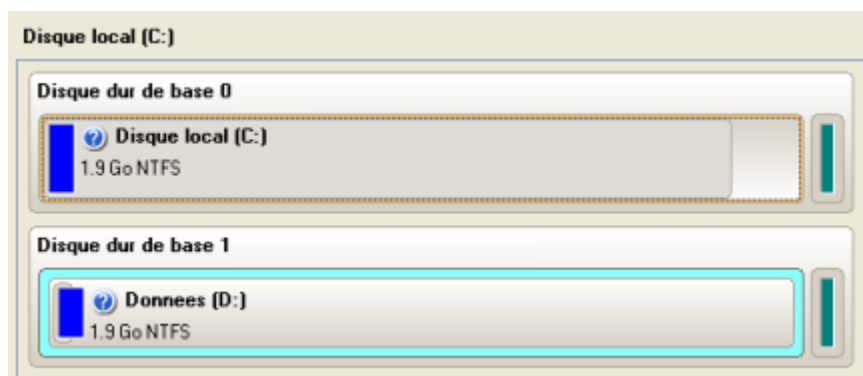 Disque local (C:)
Disque dur de base 0
Disque local (C:)
1.9 Go NTFS
Disque dur de base 1
Donnees (D:)
1.9 Go NTFS